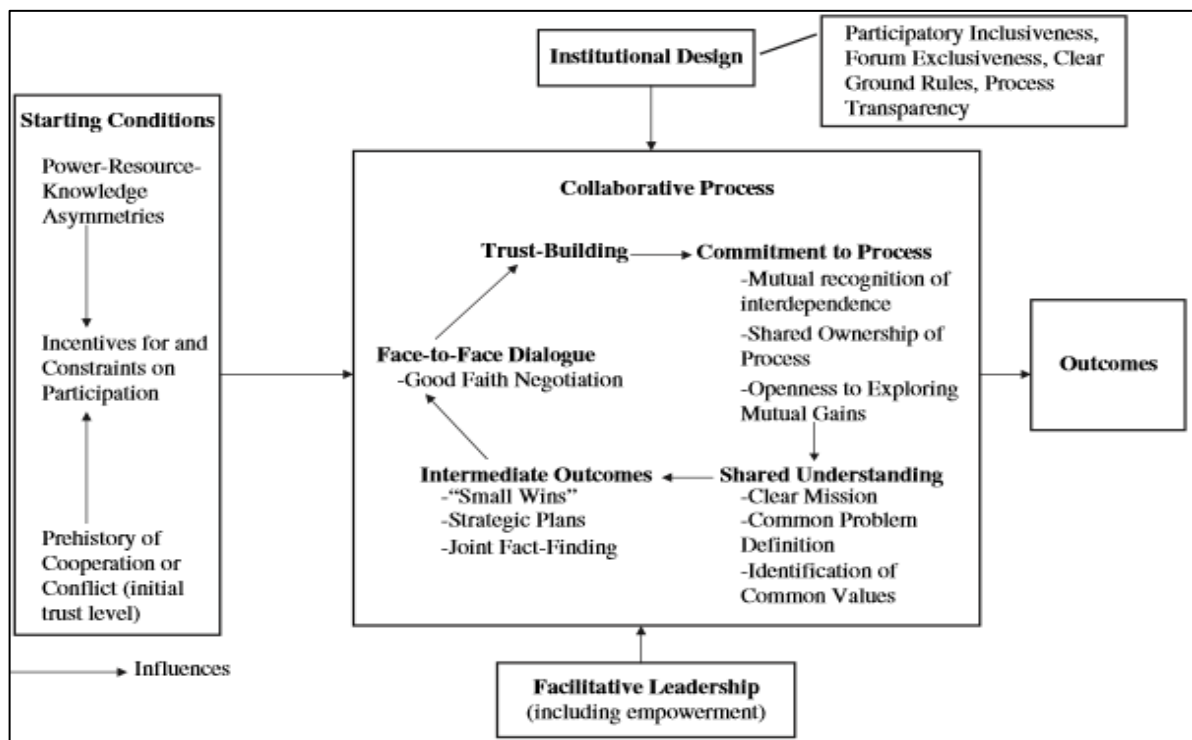 Institutional Design
Participatory Inclusiveness,
Forum Exclusiveness, Clear
Ground Rules, Process
Transparency
Starting Conditions
Power-Resource-
Knowledge
Asymmetries
Incentives for and
Constraints on
Participation
Prehistory of
Cooperation or
Conflict (initial
trust level)
Influences
Collaborative Process
Trust-Building
Commitment to Process
-Mutual recognition of
interdependence
-Shared Ownership of
Process
-Openness to Exploring
Mutual Gains
Face-to-Face Dialogue
-Good Faith Negotiation
Intermediate Outcomes
-“Small Wins”
-Strategic Plans
-Joint Fact-Finding
Shared Understanding
-Clear Mission
-Common Problem
Definition
-Identification of
Common Values
Outcomes
Facilitative Leadership
(including empowerment)